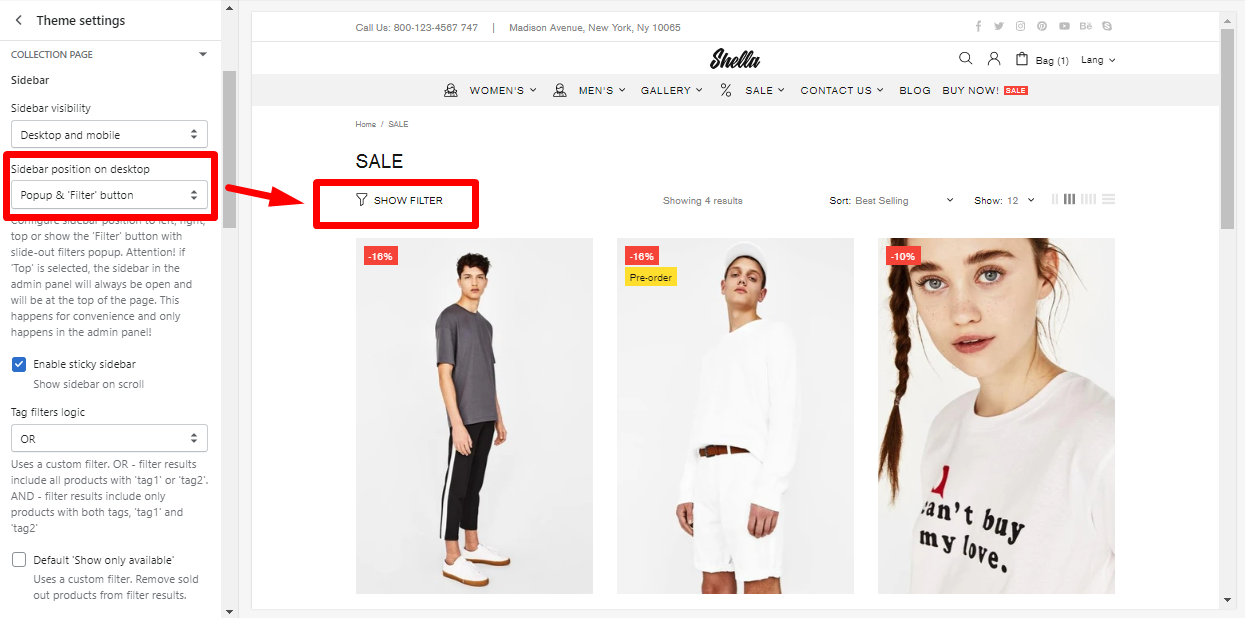 Theme settings
COLLECTION PAGE
Sidebar
Sidebar visibility
Desktop and mobile
Sidebar position on desktop
Popup & 'Filter' button
Configure sidebar position to left, right,
top or show the 'Filter' button with
slide-out filters popup. Attention! if
'Top' is selected, the sidebar in the
admin panel will always be open and
will be at the top of the page. This
happens for convenience and only
happens in the admin panel!
Enable sticky sidebar
Show sidebar on scroll
Tag filters logic
OR
Uses a custom filter. OR - filter results
include all products with 'tag1' or 'tag2'.
AND - filter results include only
products with both tags, 'tag1' and
'tag2'
Default 'Show only available'
Uses a custom filter. Remove sold
out products from filter results.
Call Us: 800-123-4567 747 | Madison Avenue, New York, Ny 10065
Shella
Bag (1) Lang
WOMEN'S MEN'S GALLERY % SALE CONTACT US BLOG BUY NOW! SALE
Home / SALE
SALE
SHOW FILTER Showing 4 results Sort: Best Selling Show: 12
-16% -16% -10%
Pre-order
can't buy
my love.